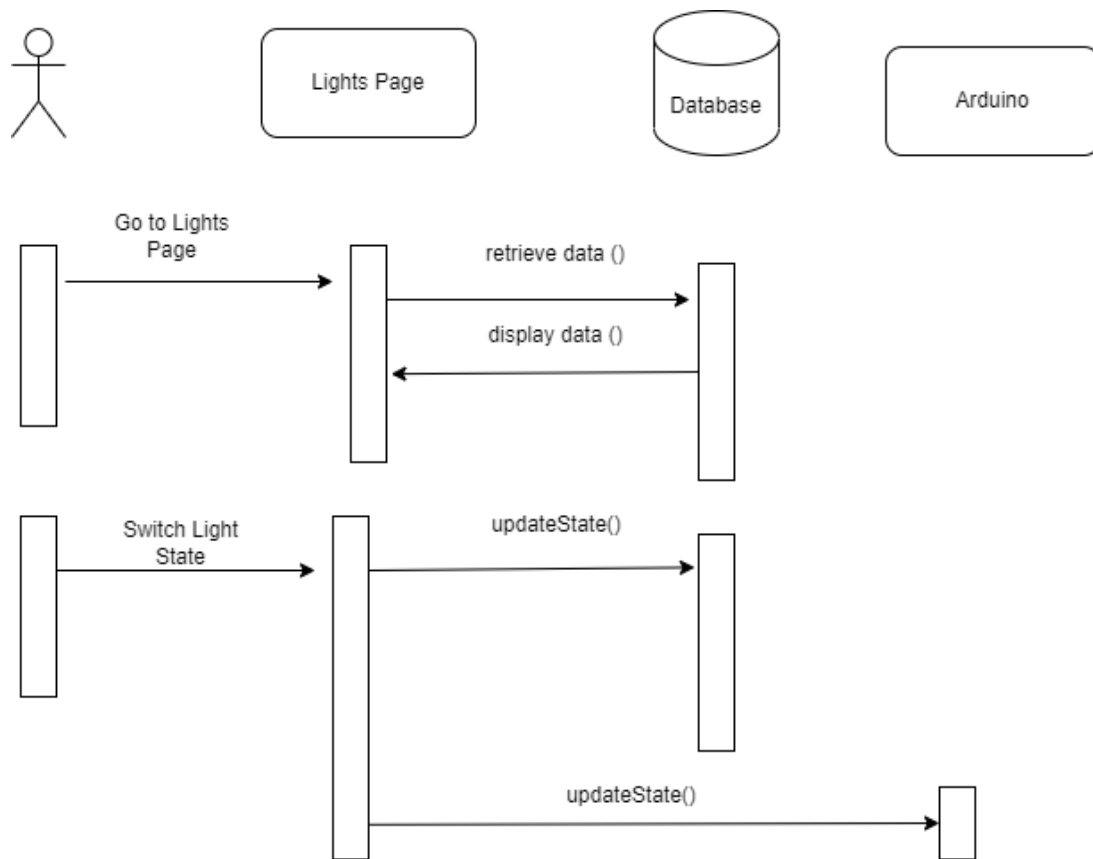 Lights Page
Database
Arduino
Go to Lights
Page
retrieve data ()
display data ()
Switch Light
State
updateState()
updateState()